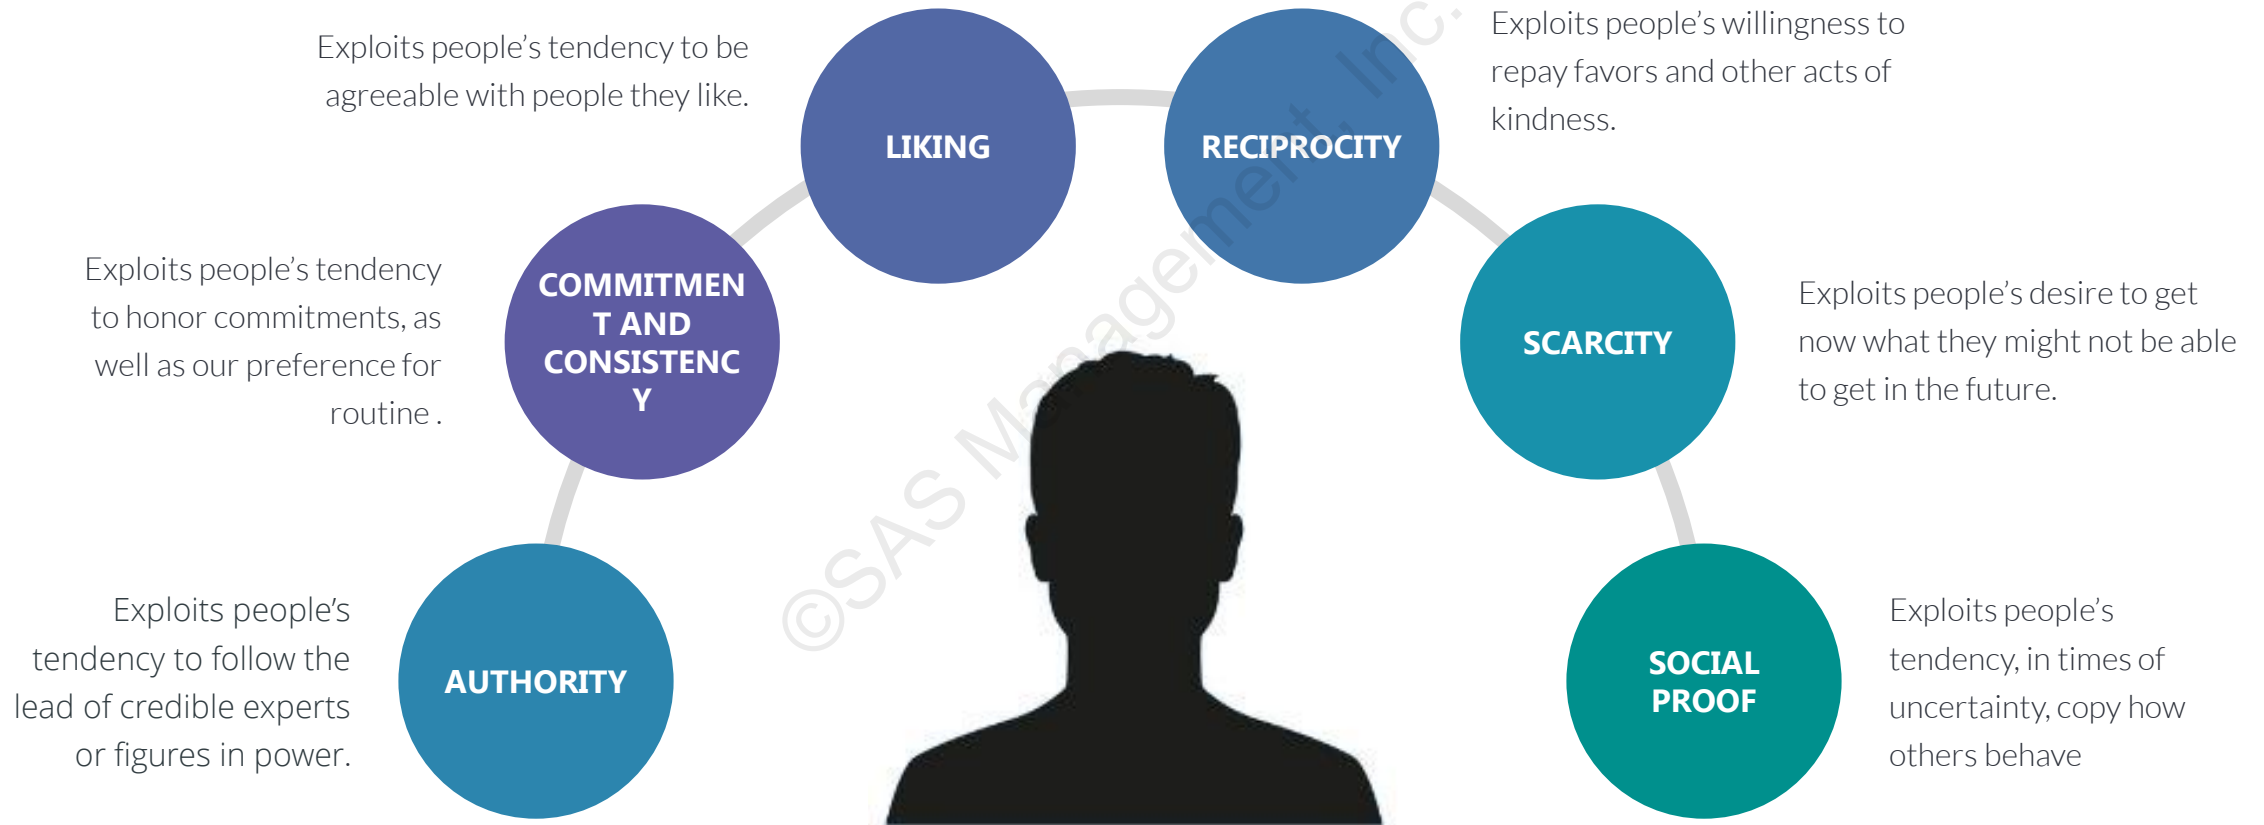 Exploits people's tendency to be
agreeable with people they like.
LIKING
RECIPROCITY
Exploits people's willingness to
repay favors and other acts of
kindness.
Exploits people's tendency
to honor commitments, as
well as our preference for
routine .
COMMITMEN
T AND
CONSISTENC
Y
SCARCITY
Exploits people's desire to get
now what they might not be able
to get in the future.
Exploits people's
tendency to follow the
lead of credible experts
or figures in power.
AUTHORITY
SOCIAL
PROOF
Exploits people's
tendency, in times of
uncertainty, copy how
others behave
©SAS Management, Inc.